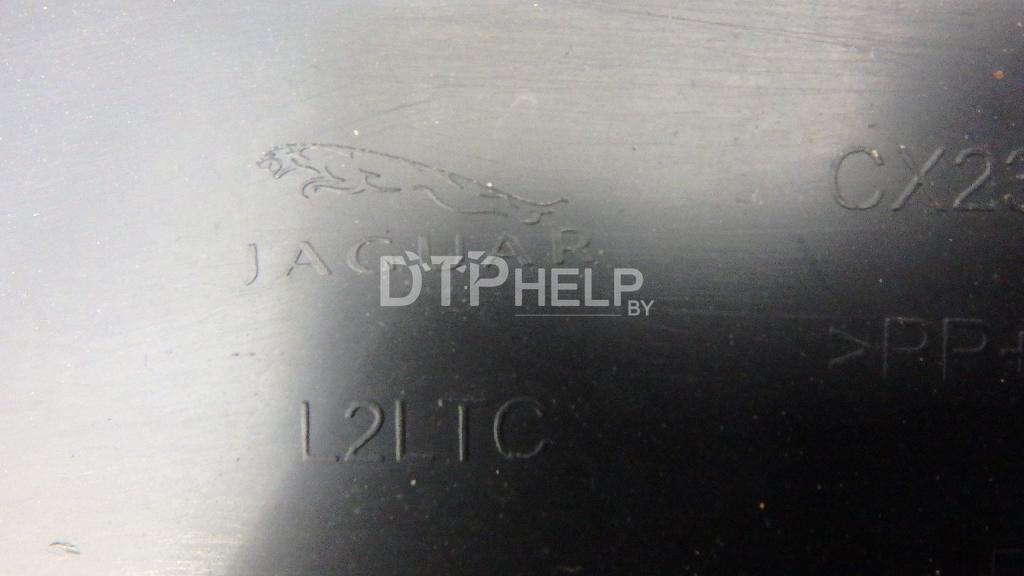 CX23
JAGUAR
DTPHELP
BY
>PP+
L2LTC